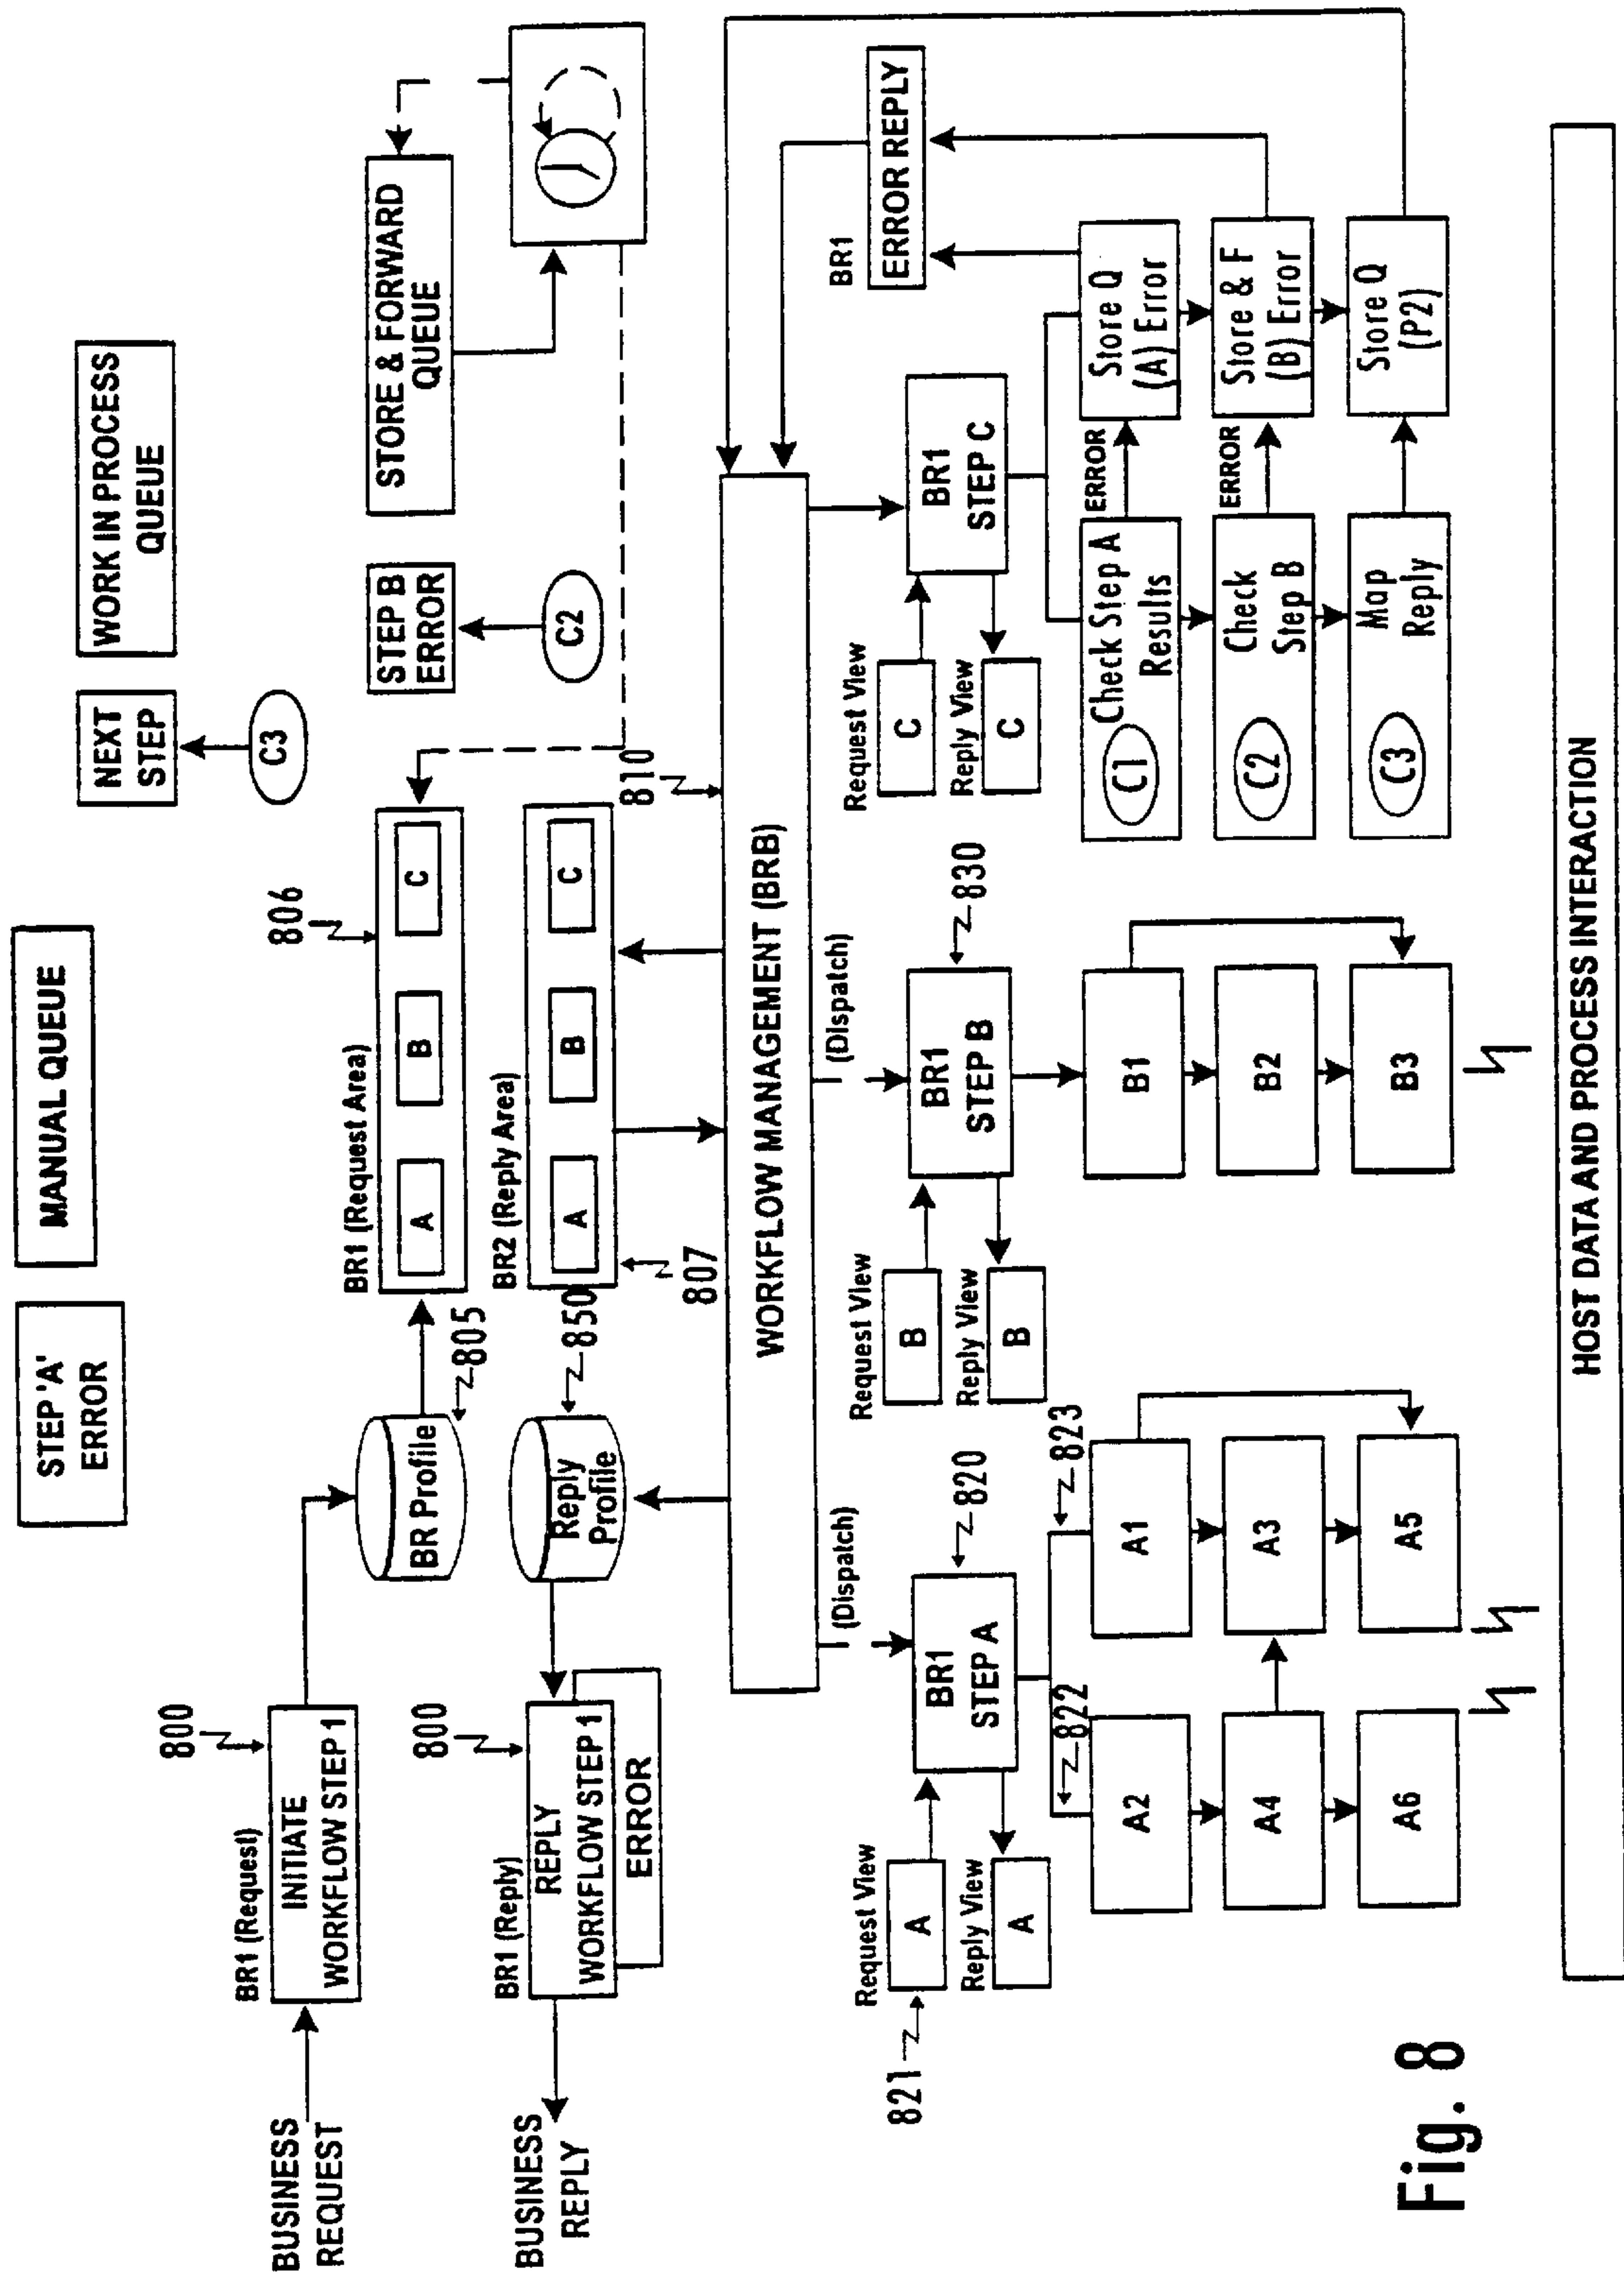 STEP 'A'
ERROR
MANUAL QUEUE
NEXT
STEP
C3
WORK IN PROCESS
QUEUE
800
BR1 (Request)
BUSINESS
REQUEST
INITIATE
WORKFLOW STEP 1
BR Profile
805
806
BR1 (Request Area)
A
B
C
STEP B
ERROR
C2
STORE & FORWARD
QUEUE
800
BR1 (Reply)
BUSINESS
REPLY
REPLY
WORKFLOW STEP 1
ERROR
Reply
Profile
850
BR2 (Reply Area)
A
B
C
807
810
WORKFLOW MANAGEMENT (BRB)
(Dispatch)
(Dispatch)
821
Request View
A
Reply View
A
BR1
STEP A
820
822
823
A2
A1
A4
A3
A6
A5
Request View
B
Reply View
B
BR1
STEP B
830
B1
B2
B3
Request View
C
Reply View
C
BR1
STEP C
BR1
ERROR REPLY
C1
Check Step A
Results
ERROR
Store Q
(A) Error
C2
Check
Step B
ERROR
Store & F
(B) Error
C3
Map
Reply
Store Q
(P2)
HOST DATA AND PROCESS INTERACTION
Fig. 8